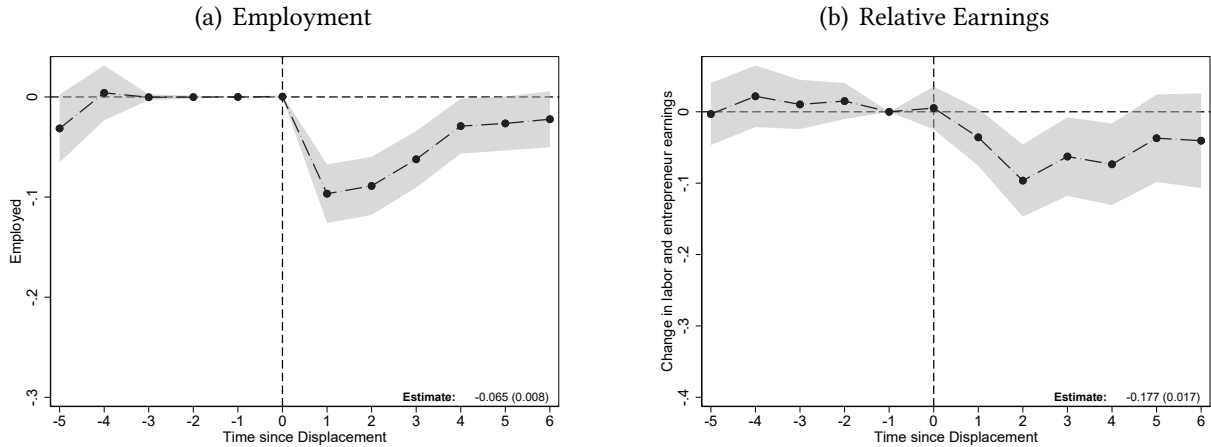 (a) Employment
Employed
0
-.1
-.2
-.3
-5 -4 -3 -2 -1 0 1 2 3 4 5 6
Time since Displacement
Estimate: -0.065 (0.008)
(b) Relative Earnings
Change in labor and entrepreneur earnings
0
-.1
-.2
-.3
-.4
-5 -4 -3 -2 -1 0 1 2 3 4 5 6
Time since Displacement
Estimate: -0.177 (0.017)